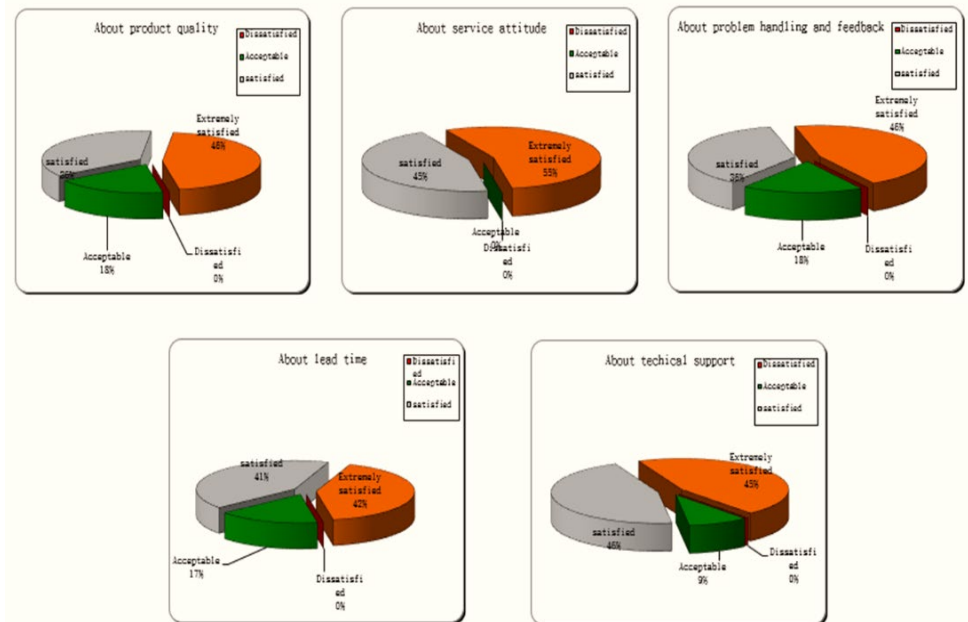 About product quality
Dissatisfied
Acceptable
satisfied
Extremely
satisfied
46%
satisfied
36%
Acceptable
18%
Dissatisfi
ed
0%
About service attitude
Dissatisfied
Acceptable
satisfied
Extremely
satisfied
55%
satisfied
45%
Acceptable
0%
Dissatisfi
ed
0%
About problem handling and feedback
Dissatisfied
Acceptable
satisfied
Extremely
satisfied
46%
satisfied
36%
Acceptable
18%
Dissatisfi
ed
0%
About lead time
Dissatisfi
ed
Acceptable
satisfied
satisfied
41%
Extremely
satisfied
42%
Acceptable
17%
Dissatisfi
ed
0%
About techical support
Dissatisfied
Acceptable
satisfied
Extremely
satisfied
45%
satisfied
46%
Acceptable
9%
Dissatisfi
ed
0%